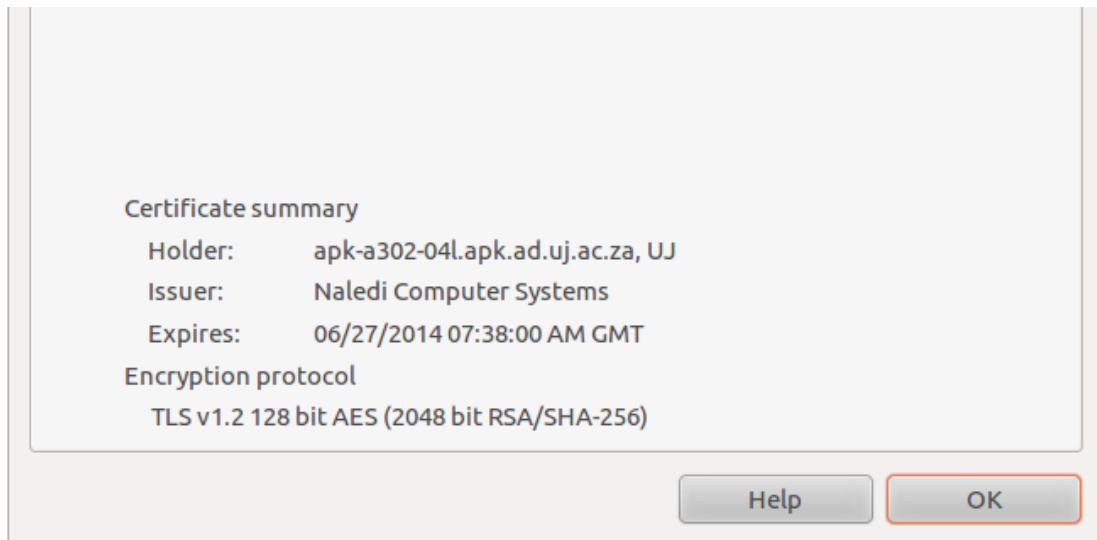 Certificate summary
Holder: apk-a302-04l.apk.ad.uj.ac.za, UJ
Issuer: Naledi Computer Systems
Expires: 06/27/2014 07:38:00 AM GMT
Encryption protocol
TLS v1.2 128 bit AES (2048 bit RSA/SHA-256)
Help OK